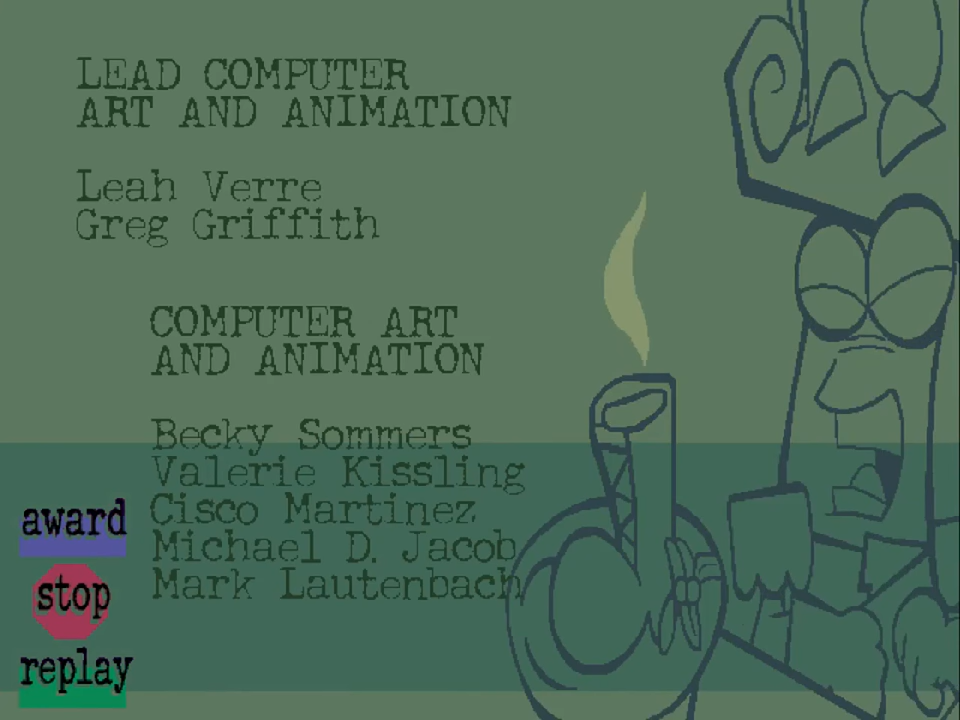 LEAD COMPUTER
ART AND ANIMATION
Leah Verre
Greg Griffith
COMPUTER ART
AND ANIMATION
Becky Sommers
Valerie Kissling
Cisco Martinez
Michael D. Jacob
Mark Lautenbach
award
stop
replay